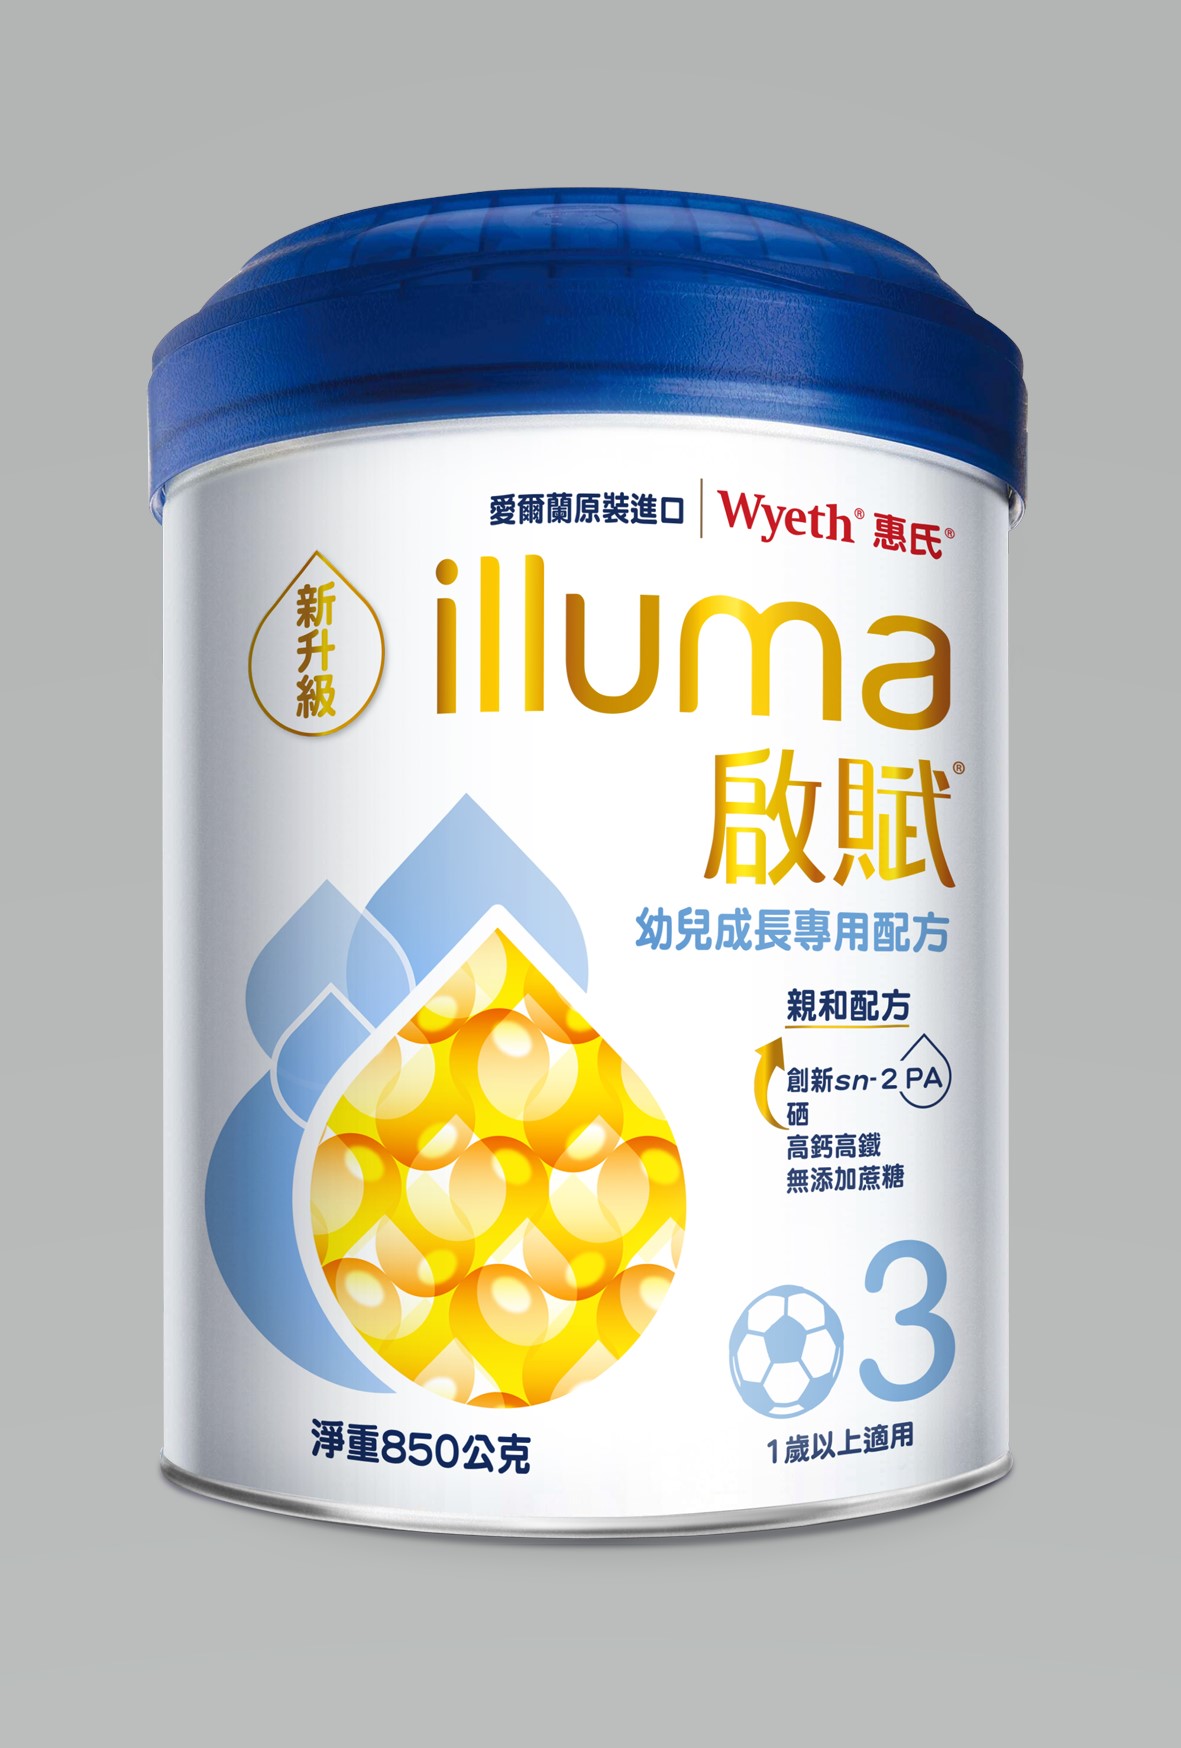 愛爾蘭原裝進口 Wyeth® 惠氏®
新升級
illuma
啟賦®
幼兒成長專用配方
親和配方
創新sn-2 PA
硒
高鈣高鐵
無添加蔗糖
3
淨重850公克
1歲以上適用